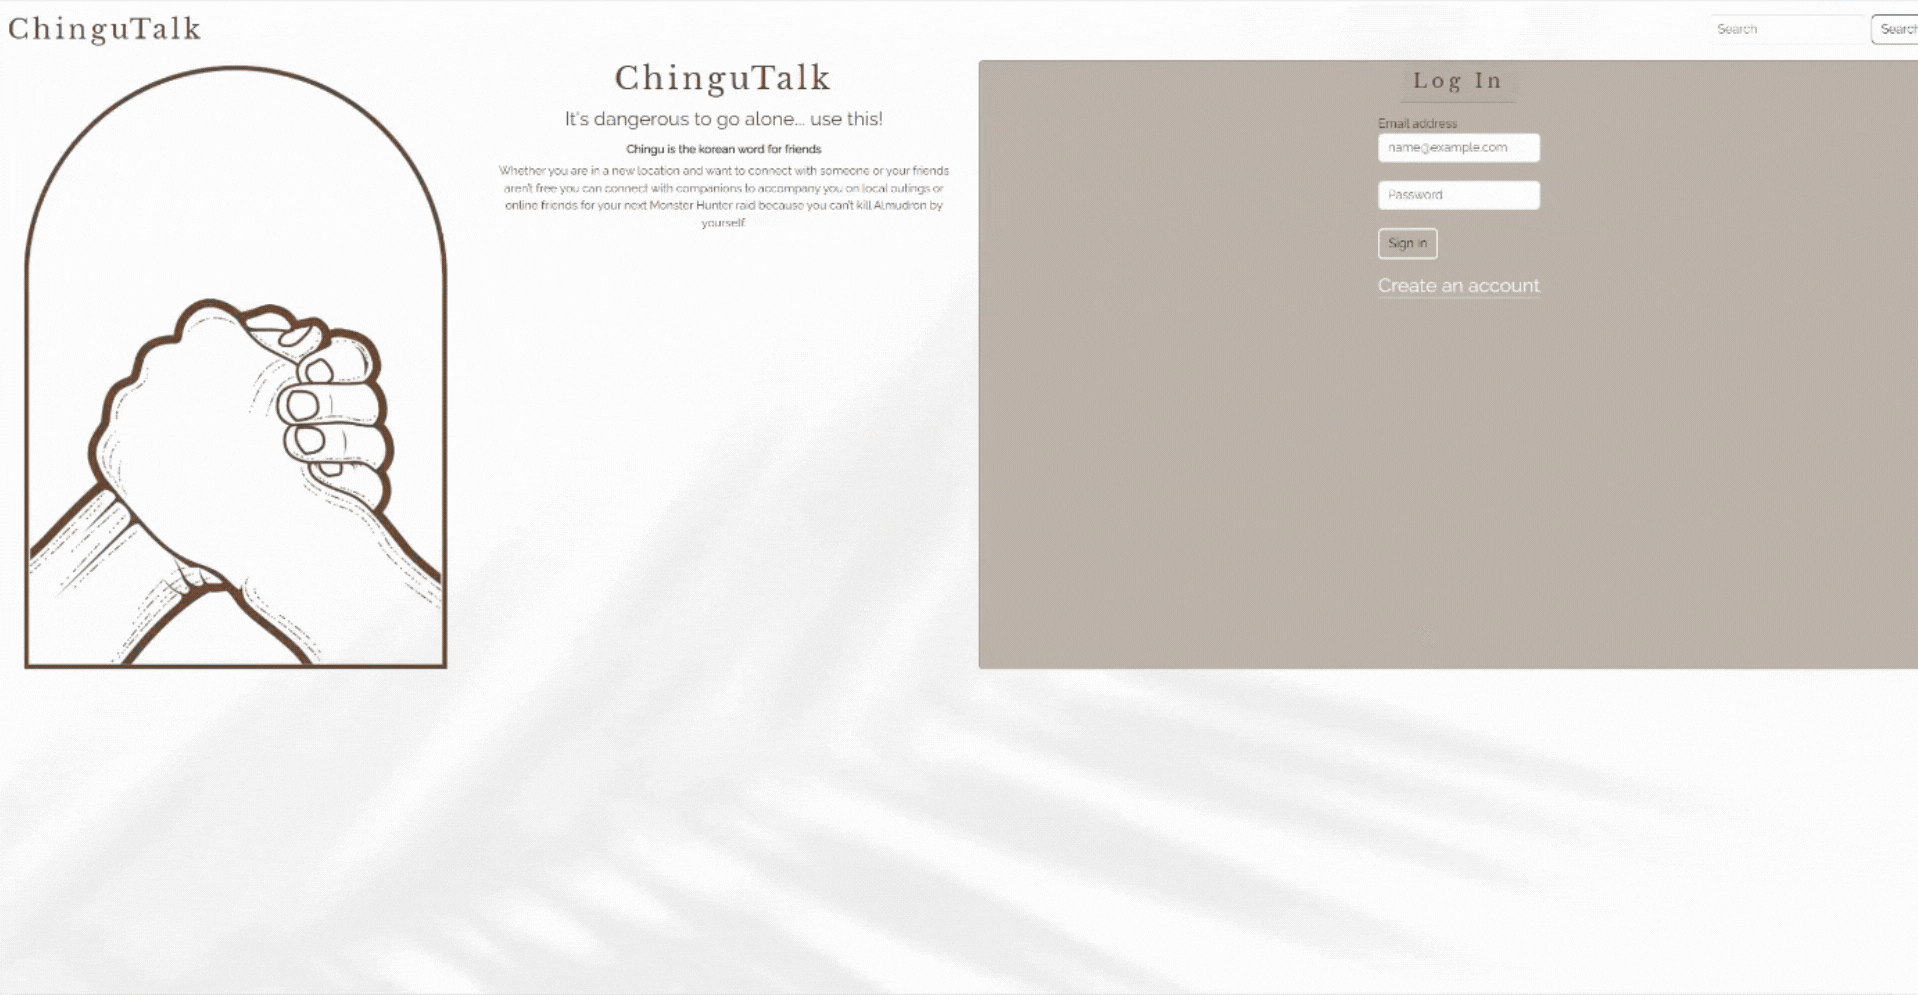 ChinguTalk
Search
Search
ChinguTalk
It's dangerous to go alone... use this!
Chingu is the korean word for friends
Whether you are in a new location and want to connect with someone or your friends
aren't free you can connect with companions to accompany you on local outings or
online friends for your next Monster Hunter raid because you can't kill Almudron by
yourself.
Log In
Email address
name@example.com
Password
Sign in
Create an account